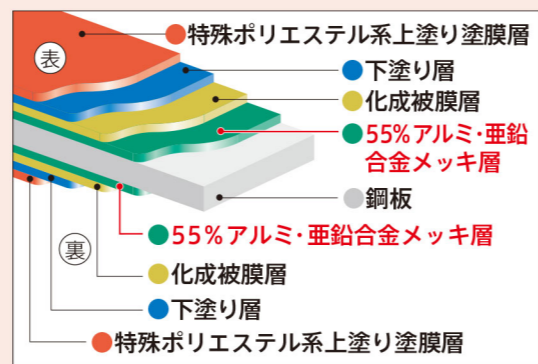 表
特殊ポリエステル系上塗り塗膜層
下塗り層
化成被膜層
55%アルミ・亜鉛
合金メッキ層
鋼板
55%アルミ・亜鉛合金メッキ層
裏
化成被膜層
下塗り層
特殊ポリエステル系上塗り塗膜層